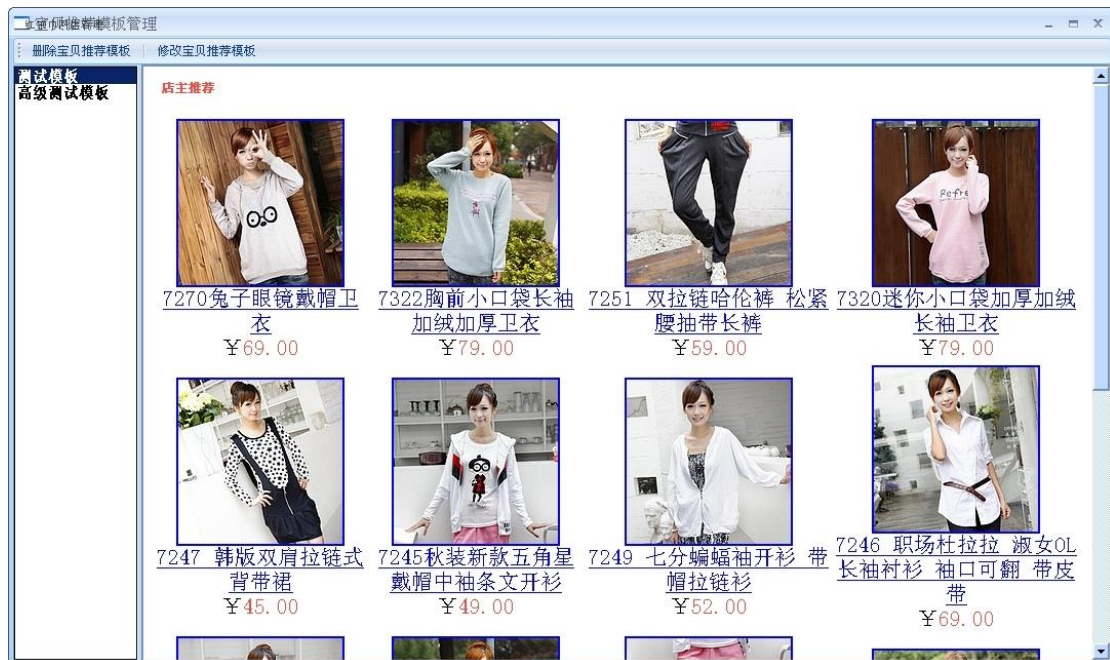 宝贝推荐模板管理
删除宝贝推荐模板 修改宝贝推荐模板
测试模板
高级测试模板
店主推荐
7270兔子眼镜戴帽卫
衣
￥69.00
7322胸前小口袋长袖
加绒加厚卫衣
￥79.00
7251 双拉链哈伦裤 松紧
腰抽带长裤
￥59.00
7320迷你小口袋加厚加绒
长袖卫衣
￥79.00
Refre
7247 韩版双肩拉链式
背带裙
￥45.00
7245秋装新款五角星
戴帽中袖条文开衫
￥49.00
7249 七分蝙蝠袖开衫 带
帽拉链衫
￥52.00
7246 职场杜拉拉 淑女OL
长袖衬衫 袖口可翻 带皮
带
￥69.00